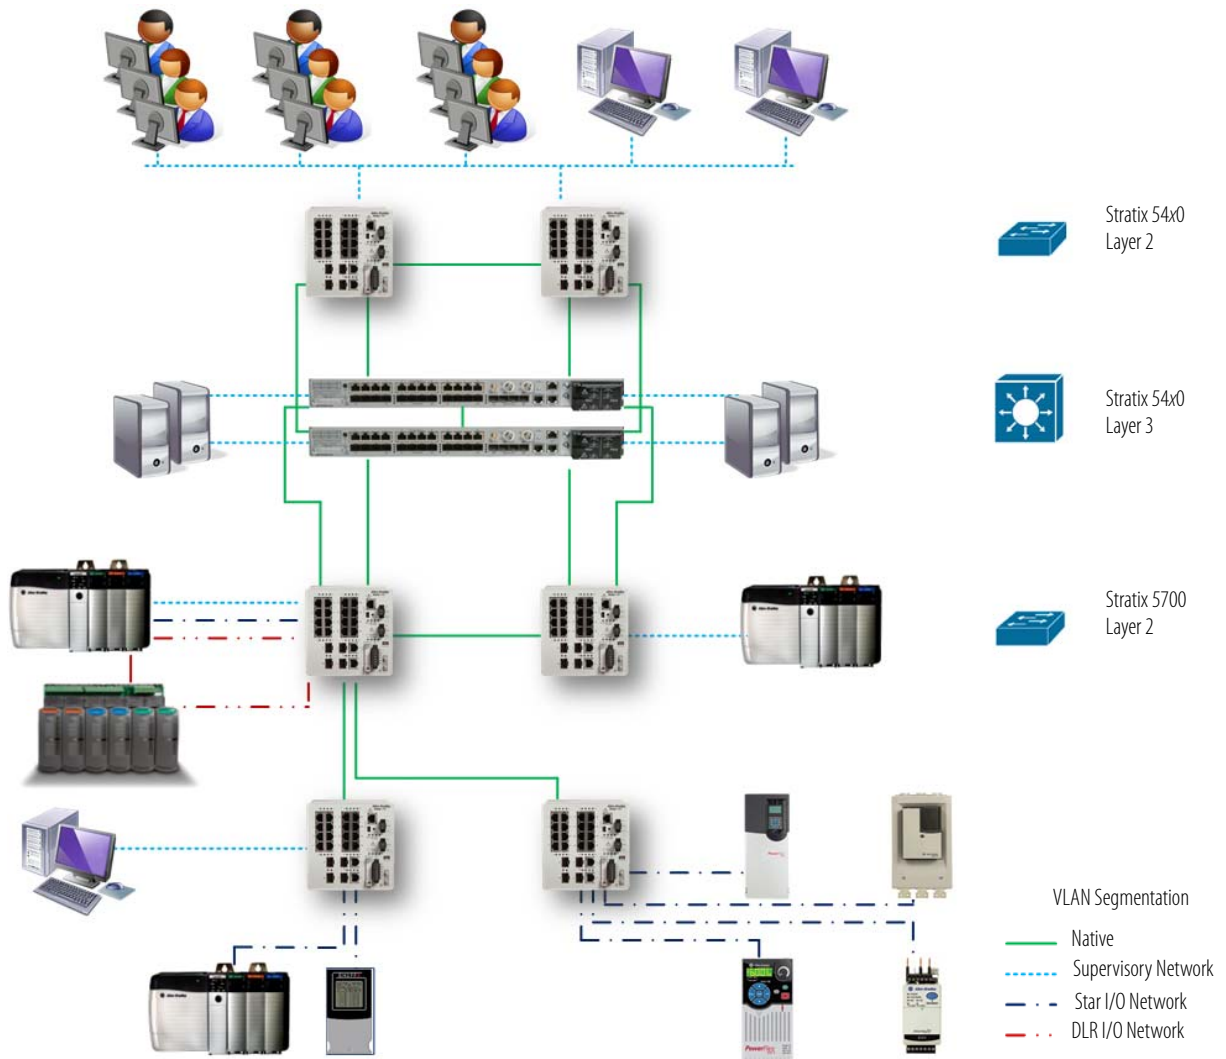 Stratix 54x0
Layer 2
Stratix 54x0
Layer 3
Stratix 5700
Layer 2
VLAN Segmentation
Native
Supervisory Network
Star I/O Network
DLR I/O Network
PowerFlex